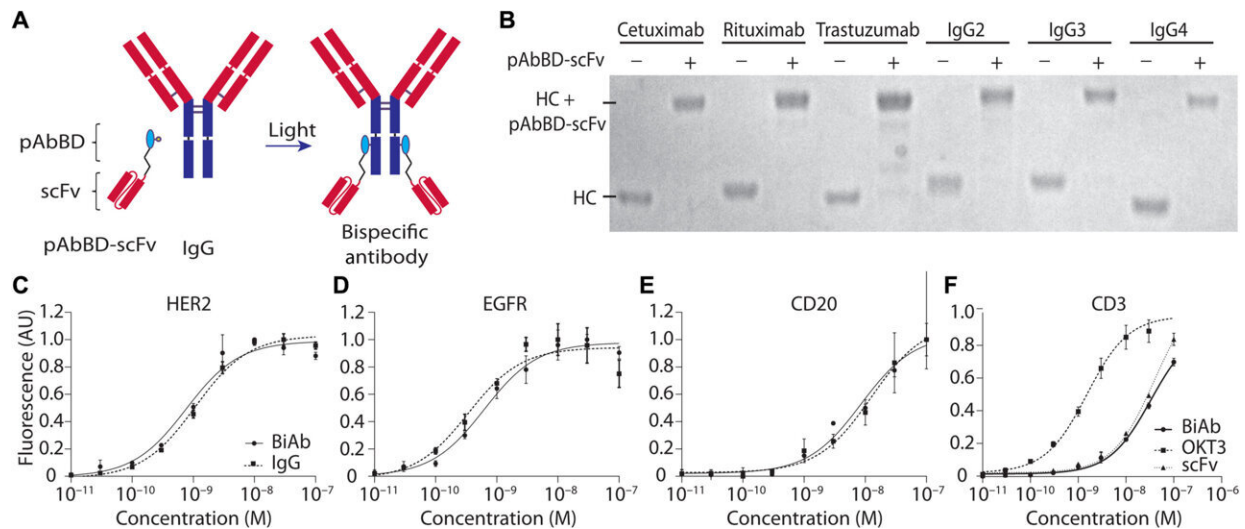 A
pAbBD
scFv
pAbBD-scFv
IgG
Light
Bispecific
antibody
B
Cetuximab Rituximab Trastuzumab IgG2 IgG3 IgG4
pAbBD-scFv − + − + − + − + − + − +
HC +
pAbBD-scFv
HC
C
HER2
Fluorescence (AU)
1.2
1.0
0.8
0.6
0.4
0.2
0
BiAb
IgG
10⁻¹¹ 10⁻¹⁰ 10⁻⁹ 10⁻⁸ 10⁻⁷
Concentration (M)
D
EGFR
1.2
1.0
0.8
0.6
0.4
0.2
0
10⁻¹¹ 10⁻¹⁰ 10⁻⁹ 10⁻⁸ 10⁻⁷
Concentration (M)
E
CD20
1.2
1.0
0.8
0.6
0.4
0.2
0
10⁻¹¹ 10⁻¹⁰ 10⁻⁹ 10⁻⁸ 10⁻⁷
Concentration (M)
F
CD3
1.0
0.8
0.6
0.4
0.2
0
BiAb
OKT3
scFv
10⁻¹¹ 10⁻¹⁰ 10⁻⁹ 10⁻⁸ 10⁻⁷ 10⁻⁶
Concentration (M)